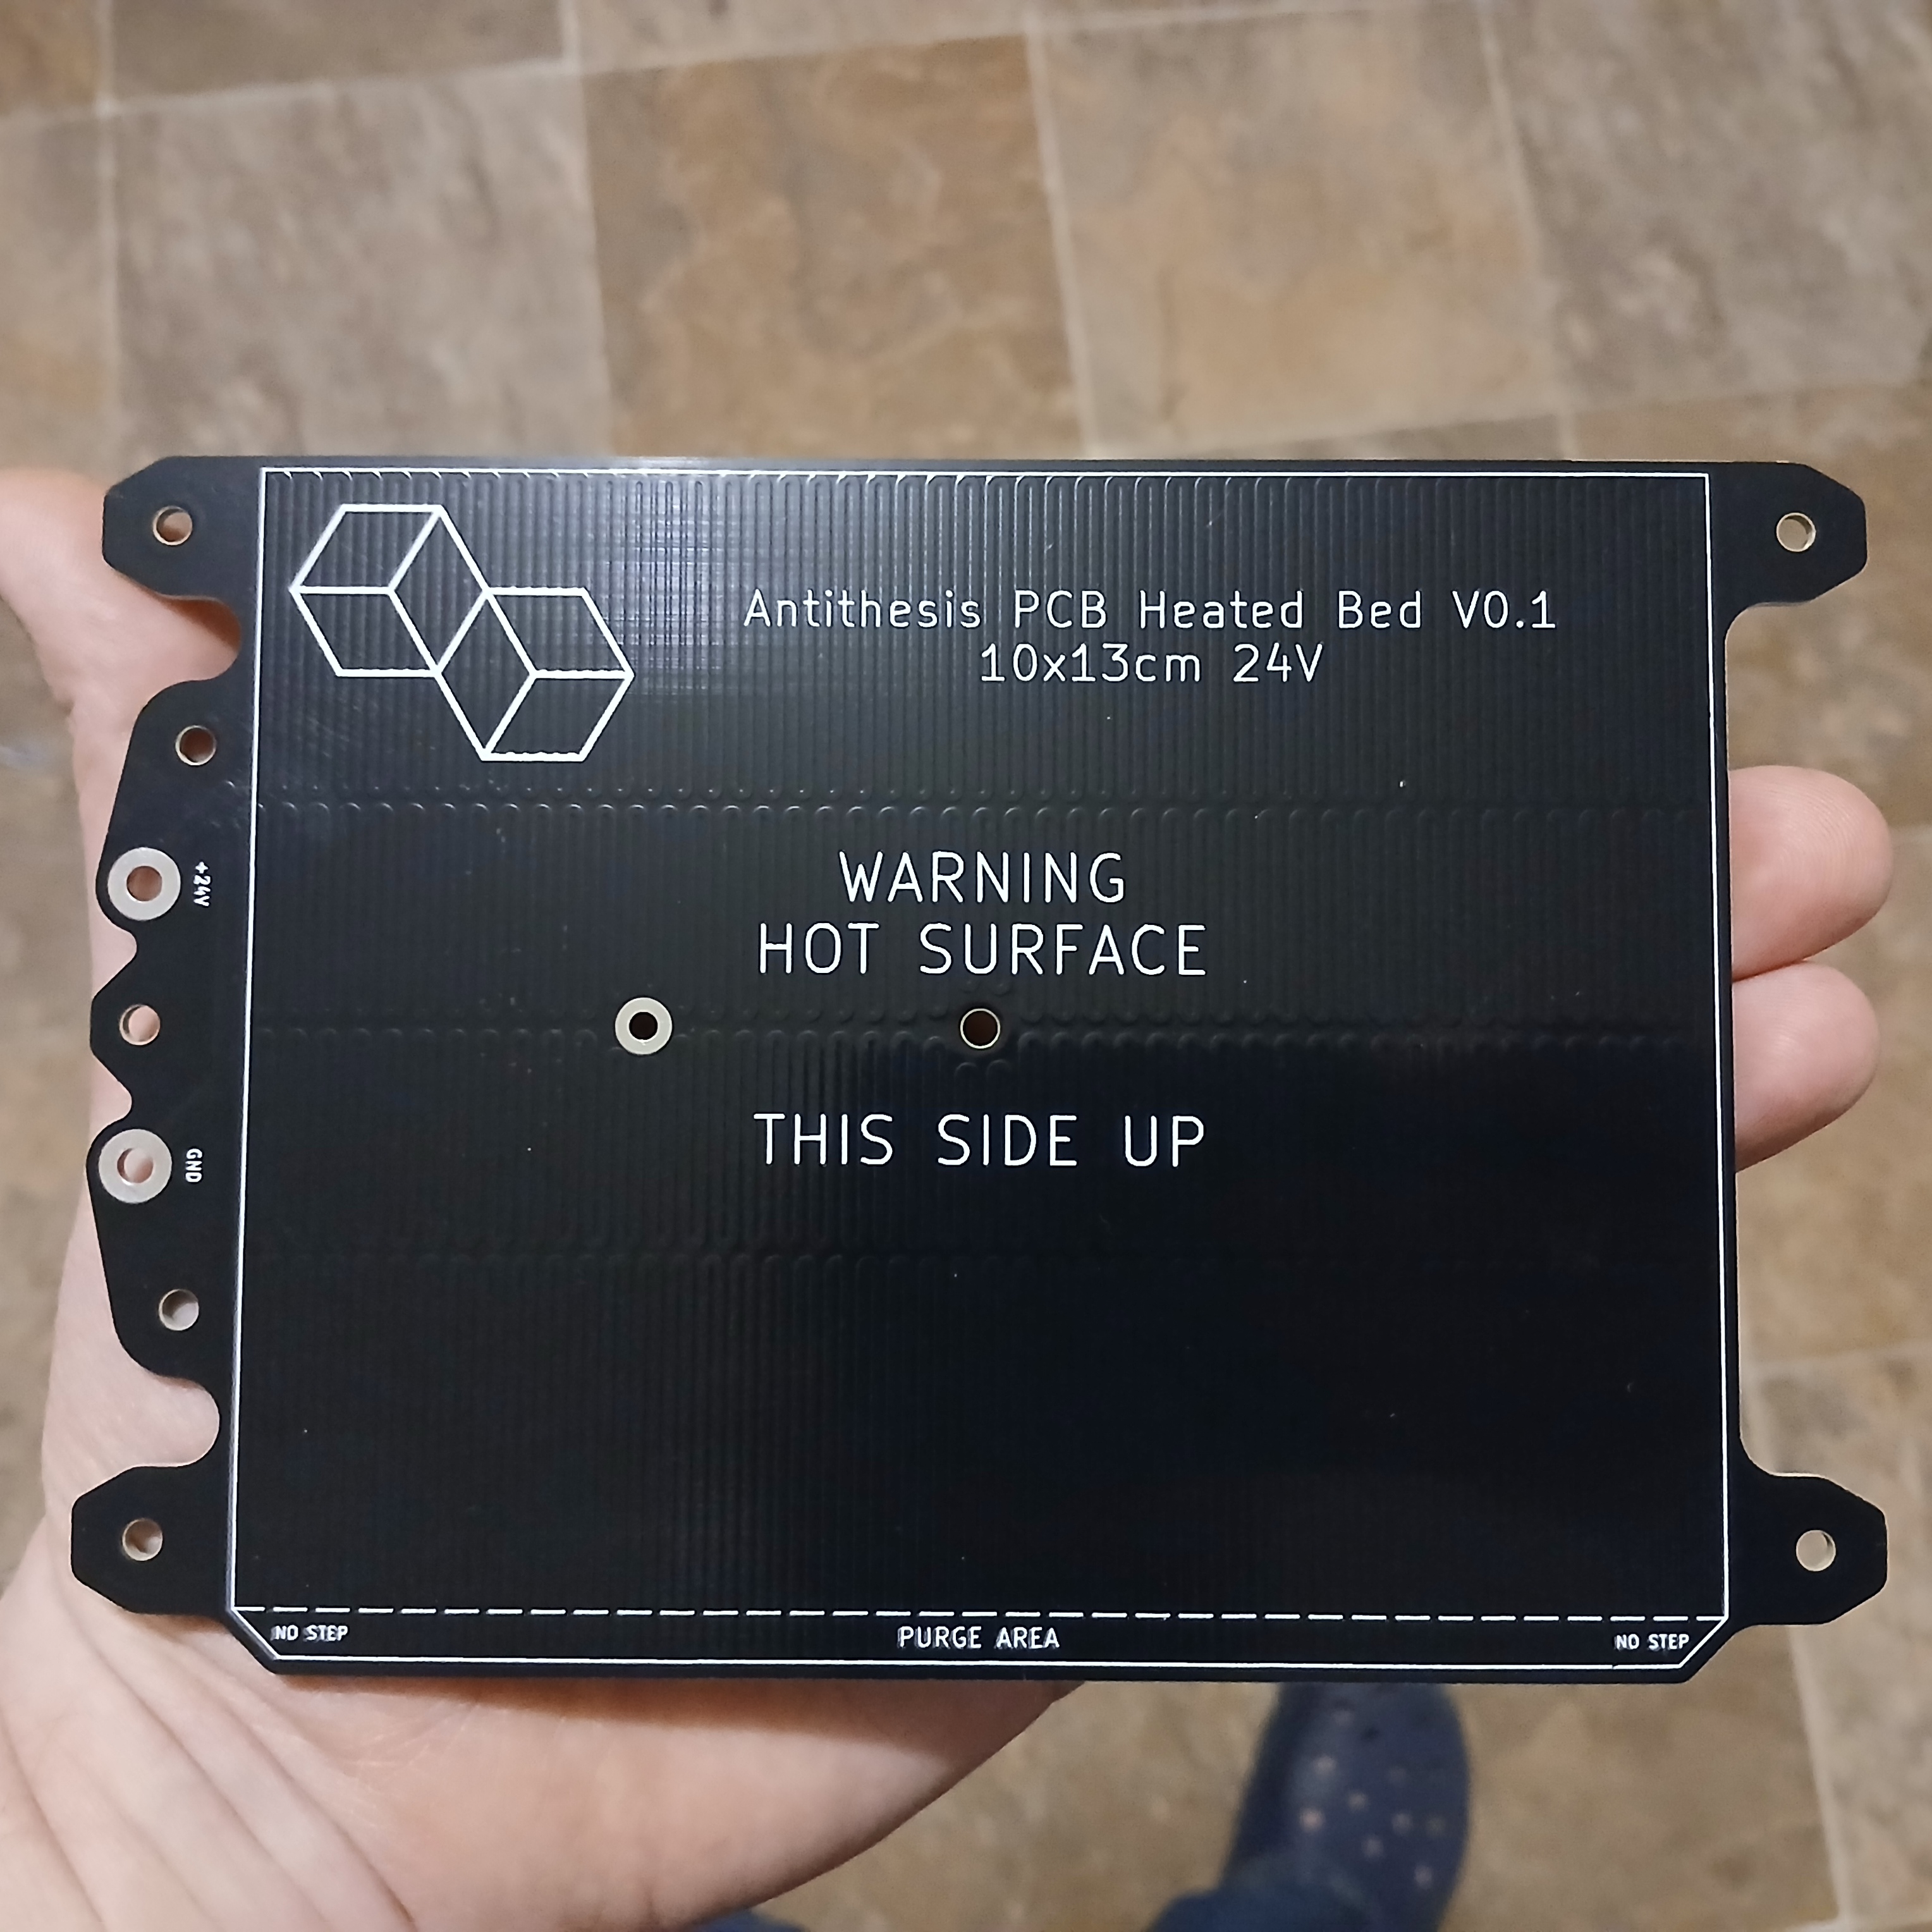 Antithesis PCB Heated Bed V0.1
10x13cm 24V
+24V
WARNING
HOT SURFACE
THIS SIDE UP
GND
NO STEP
PURGE AREA
NO STEP